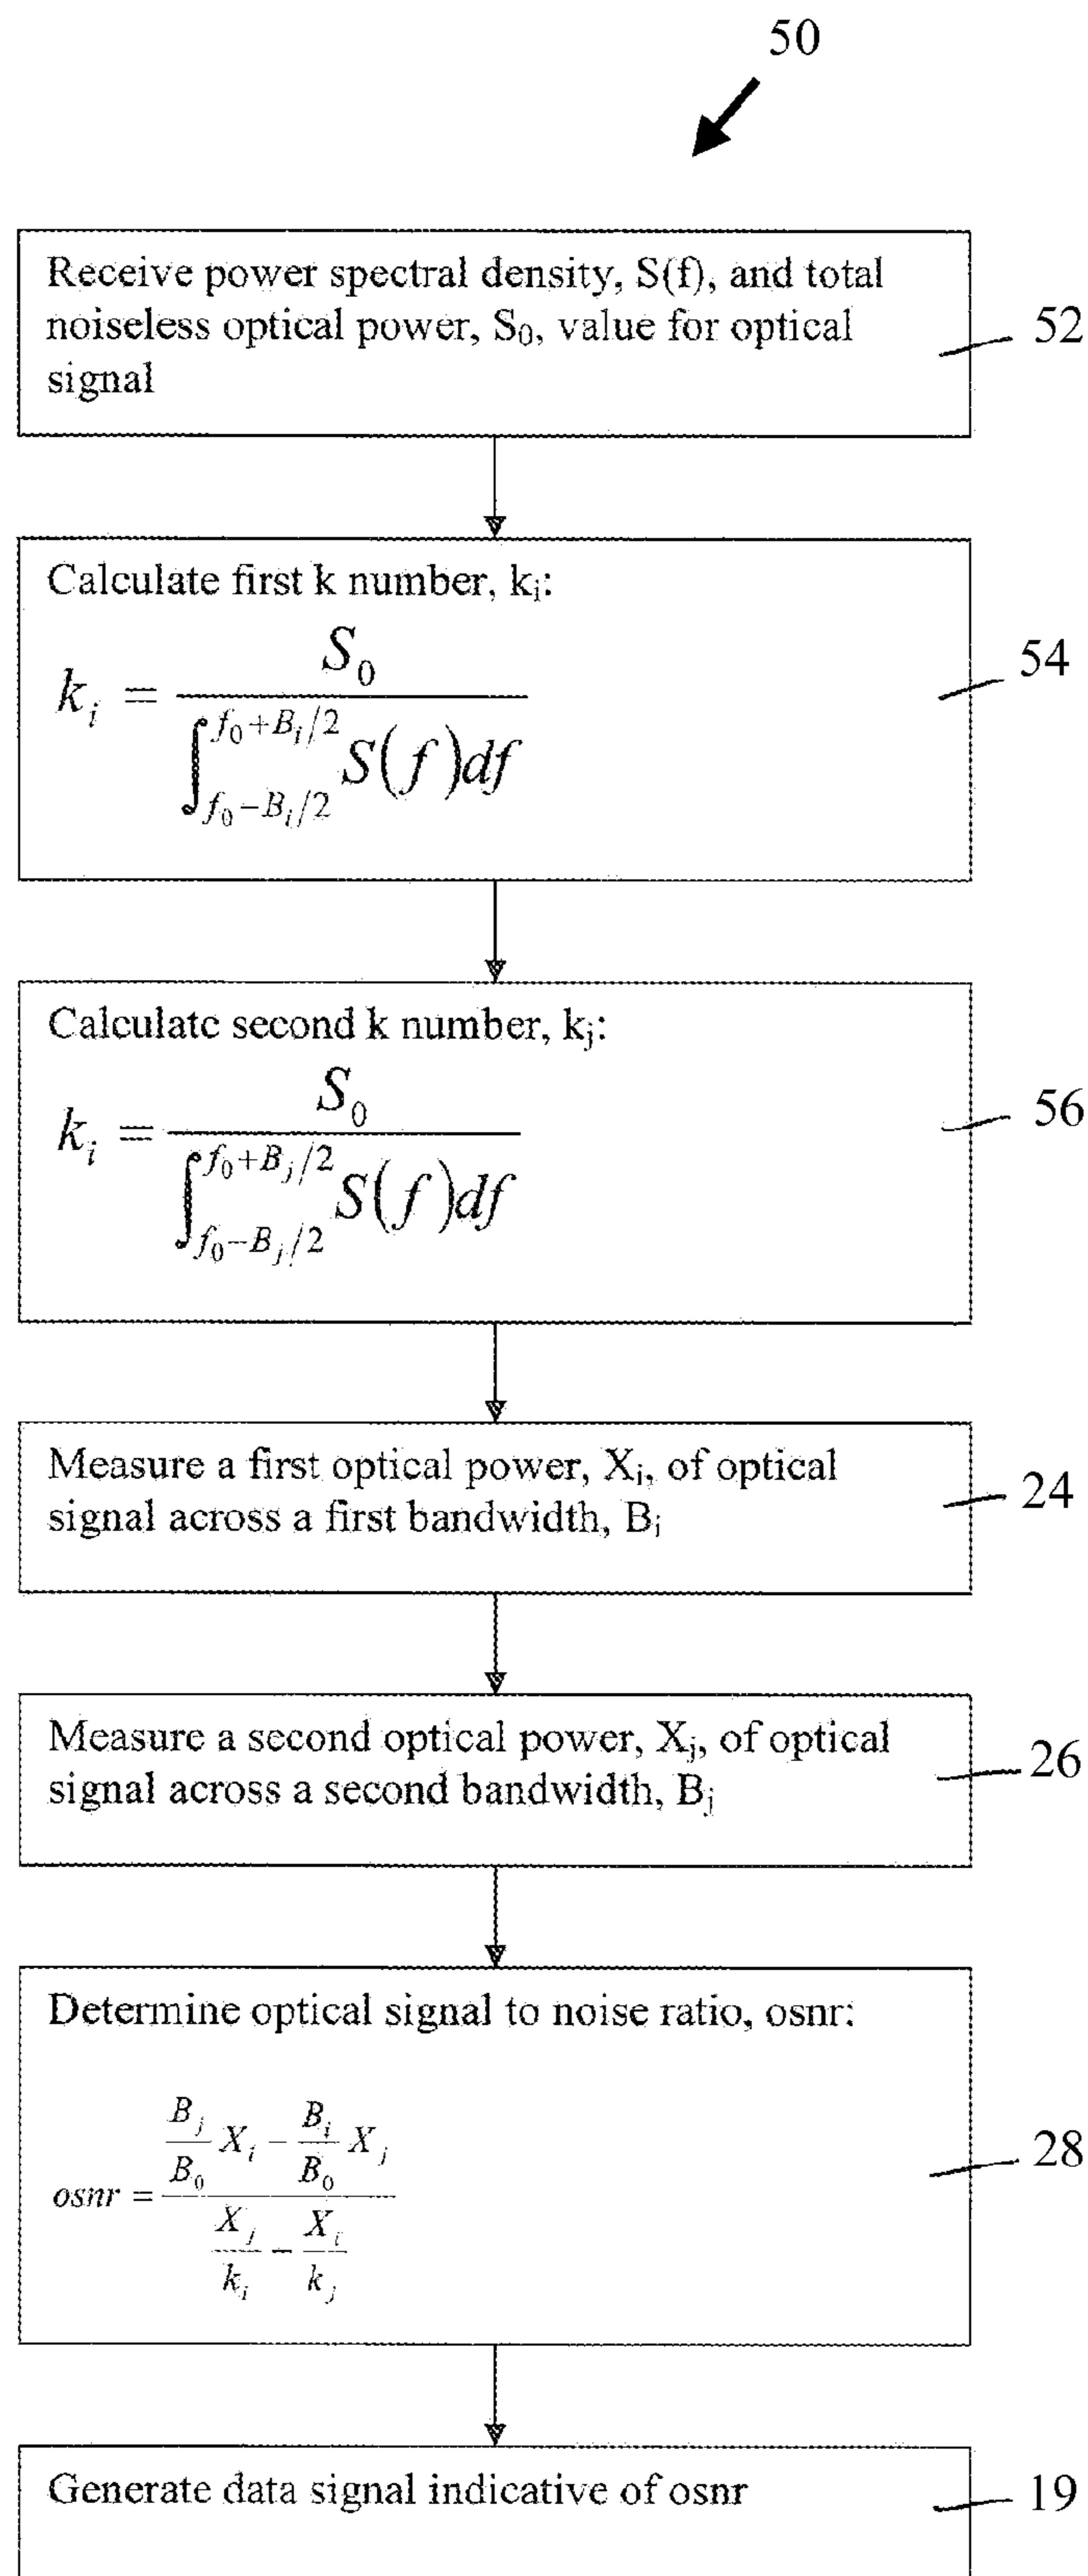 50
Receive power spectral density, S(f), and total
noiseless optical power, S₀, value for optical
signal
52
Calculate first k number, kᵢ:
kᵢ = S₀ / ∫_{f₀−Bᵢ/2}^{f₀+Bᵢ/2} S(f)df
54
Calculate second k number, kⱼ:
kᵢ = S₀ / ∫_{f₀−Bⱼ/2}^{f₀+Bⱼ/2} S(f)df
56
Measure a first optical power, Xᵢ, of optical
signal across a first bandwidth, Bᵢ
24
Measure a second optical power, Xⱼ, of optical
signal across a second bandwidth, Bⱼ
26
Determine optical signal to noise ratio, osnr:
osnr = (Bⱼ/B₀ Xᵢ − Bᵢ/B₀ Xⱼ) / (Xⱼ/kᵢ − Xᵢ/kⱼ)
28
Generate data signal indicative of osnr
19